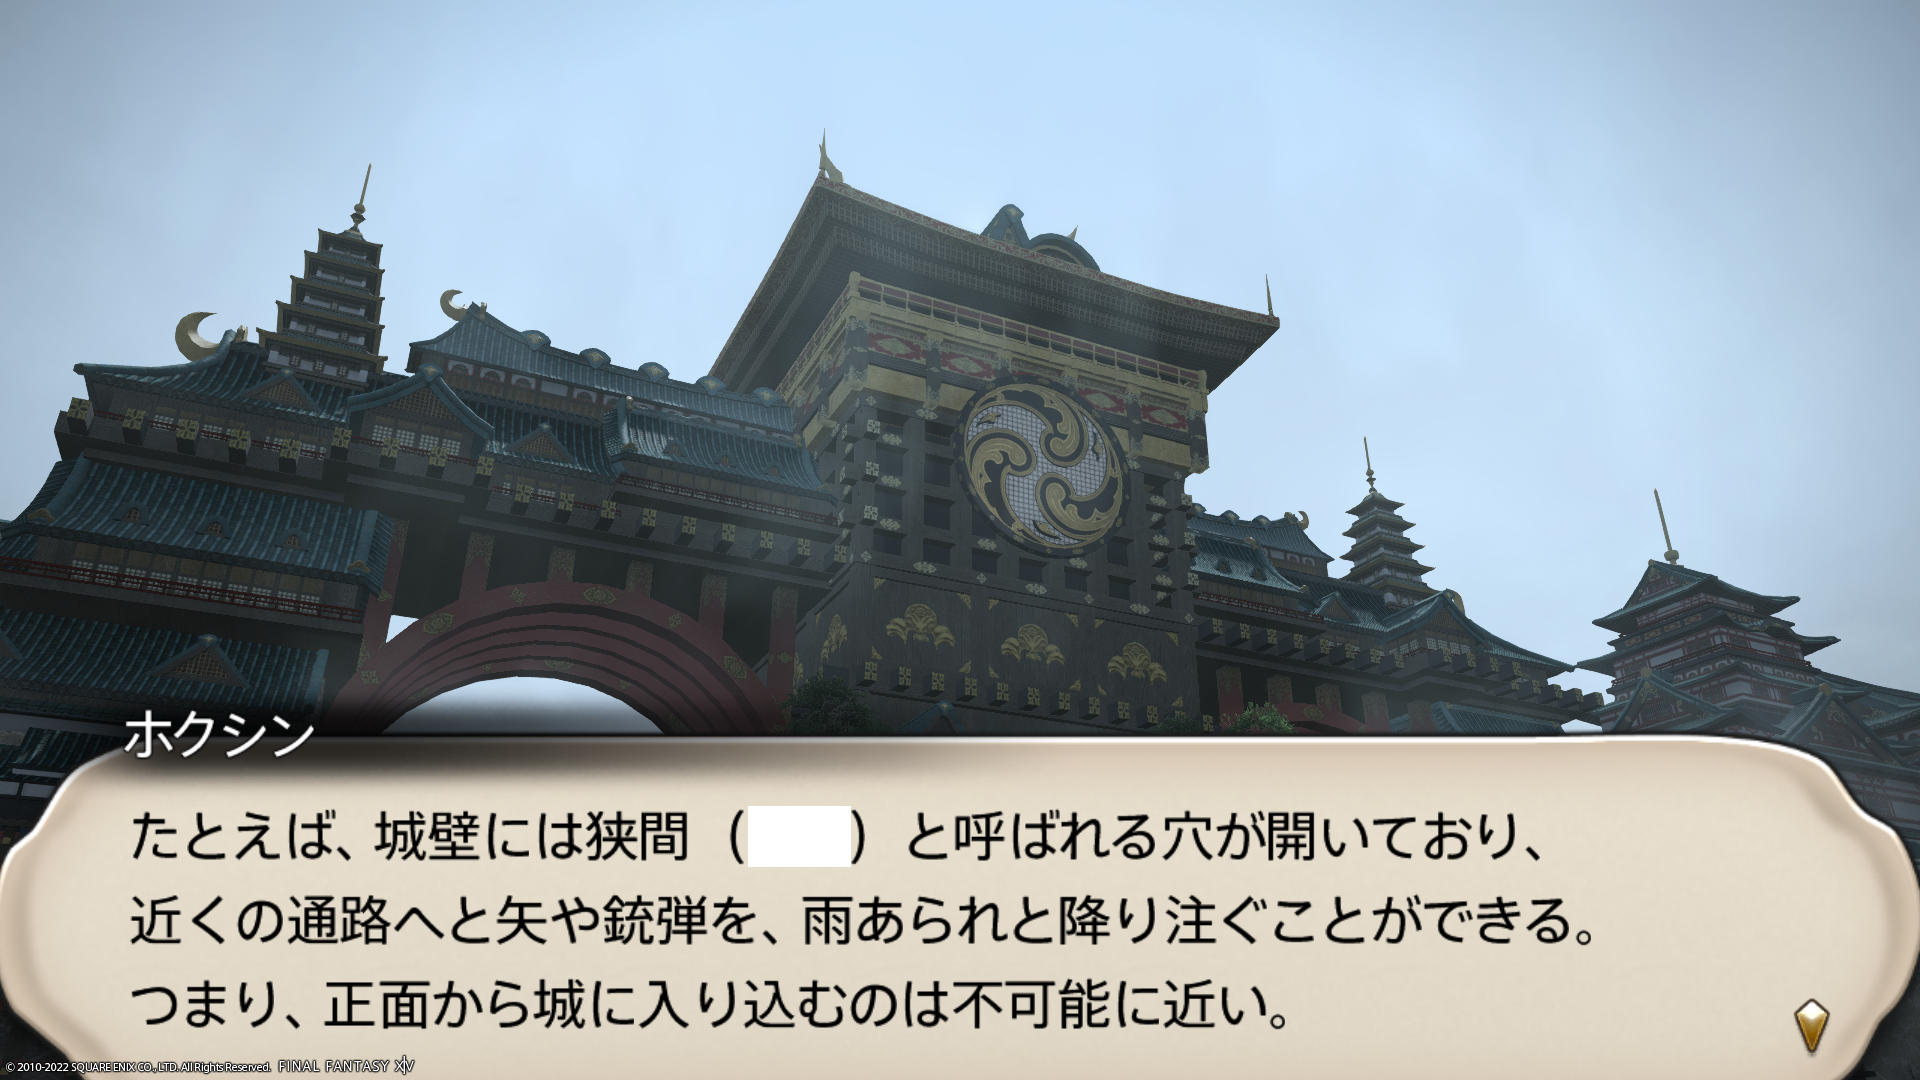 ホクシン
たとえば、城壁には狭間（　　）と呼ばれる穴が開いており、
近くの通路へと矢や銃弾を、雨あられと降り注ぐことができる。
つまり、正面から城に入り込むのは不可能に近い。
© 2010-2022 SQUARE ENIX CO., LTD. All Rights Reserved. FINAL FANTASY XIV